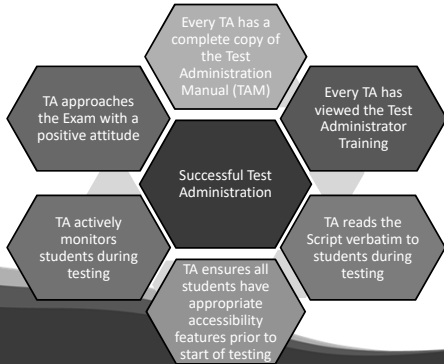 Every TA has a
complete copy of
the Test
Administration
Manual (TAM)
Every TA has
viewed the Test
Administrator
Training
TA reads the
Script verbatim to
students during
testing
TA ensures all
students have
appropriate
accessibility
features prior to
start of testing
TA actively
monitors
students during
testing
TA approaches
the Exam with a
positive attitude
Successful Test
Administration